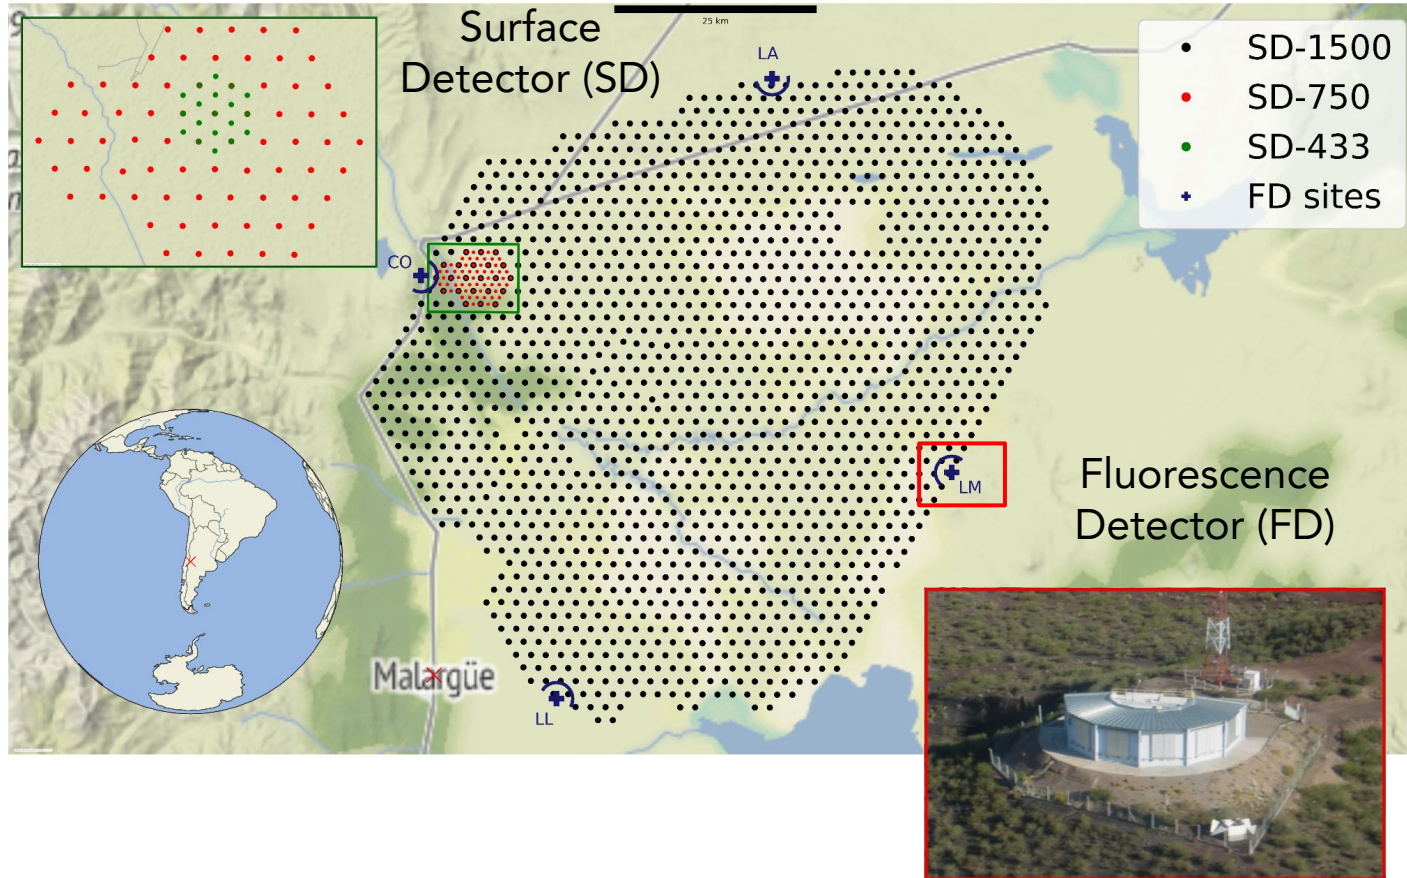 Surface
Detector (SD)
25 km
LA
SD-1500
SD-750
SD-433
FD sites
CO
LM
Fluorescence
Detector (FD)
Malargüe
LL